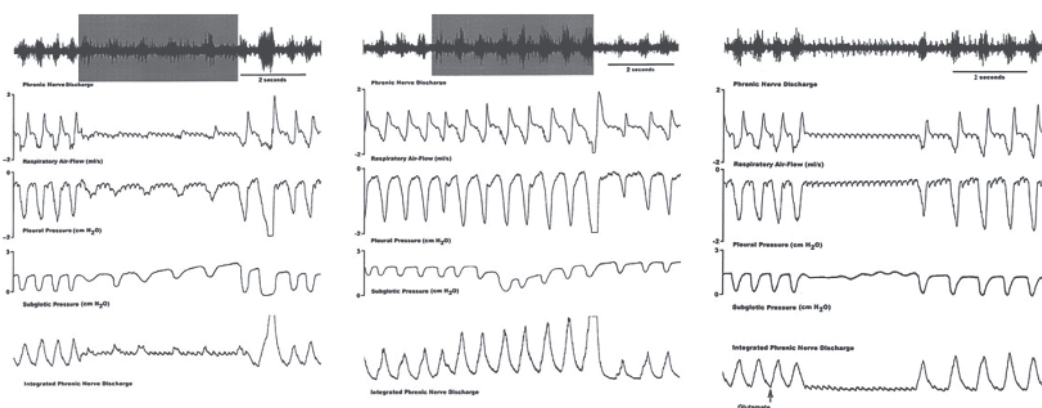 2 seconds
Phrenic Nerve Discharge
2
-2
Respiratory Air-Flow (ml/s)
0
-2
Pleural Pressure (cm H2O)
3
0
Subglotic Pressure (cm H2O)
Integrated Phrenic Nerve Discharge
2 seconds
Phrenic Nerve Discharge
2
-2
Respiratory Air-Flow (ml/s)
0
-2
Pleural Pressure (cm H2O)
3
0
Subglotic Pressure (cm H2O)
Integrated Phrenic Nerve Discharge
2 seconds
Phrenic Nerve Discharge
2
-2
Respiratory Air-Flow (ml/s)
0
-2
Pleural Pressure (cm H2O)
3
0
Subglotic Pressure (cm H2O)
Integrated Phrenic Nerve Discharge
Glutamate